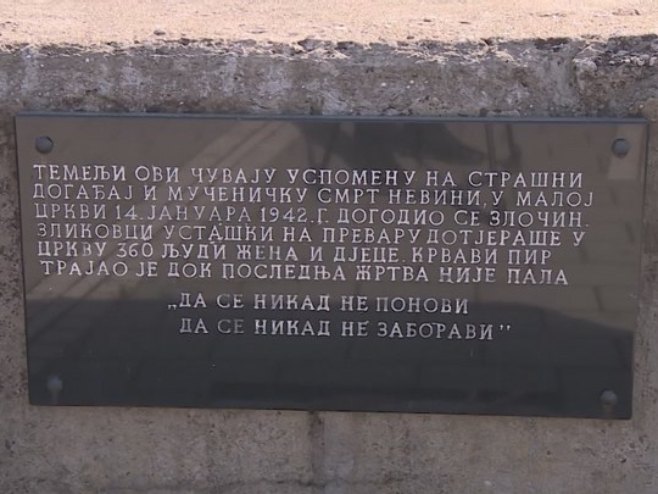 ТЕМЕЉИ ОВИ ЧУВАЈУ УСПОМЕНУ НА СТРАШНИ
ДОГАЂАЈ И МУЧЕНИЧКУ СМРТ НЕВИНИ, У МАЛОЈ
ЦРКВИ 14. ЈАНУАРА 1942. Г. ДОГОДИО СЕ ЗЛОЧИН.
ЗЛИКОВЦИ УСТАШКИ НА ПРЕВАРУ ДОТЈЕРАШЕ У
ЦРКВУ 360 ЉУДИ ЖЕНА И ДЈЕЦЕ. КРВАВИ ПИР
ТРАЈАО ЈЕ ДОК ПОСЛЕДЊА ЖРТВА НИЈЕ ПАЛА
„ДА СЕ НИКАД НЕ ПОНОВИ
ДА СЕ НИКАД НЕ ЗАБОРАВИ"